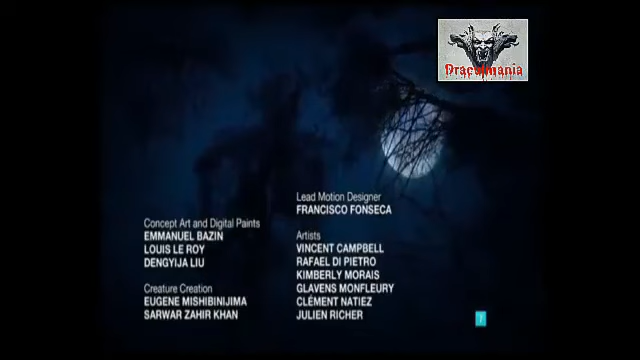 Draculmania
Lead Motion Designer
FRANCISCO FONSECA
Concept Art and Digital Paints
EMMANUEL BAZIN
LOUIS LE ROY
DENGYIJA LIU
Creature Creation
EUGENE MISHIBINIJIMA
SARWAR ZAHIR KHAN
Artists
VINCENT CAMPBELL
RAFAEL DI PIETRO
KIMBERLY MORAIS
GLAVENS MONFLEURY
CLÉMENT NATIEZ
JULIEN RICHER